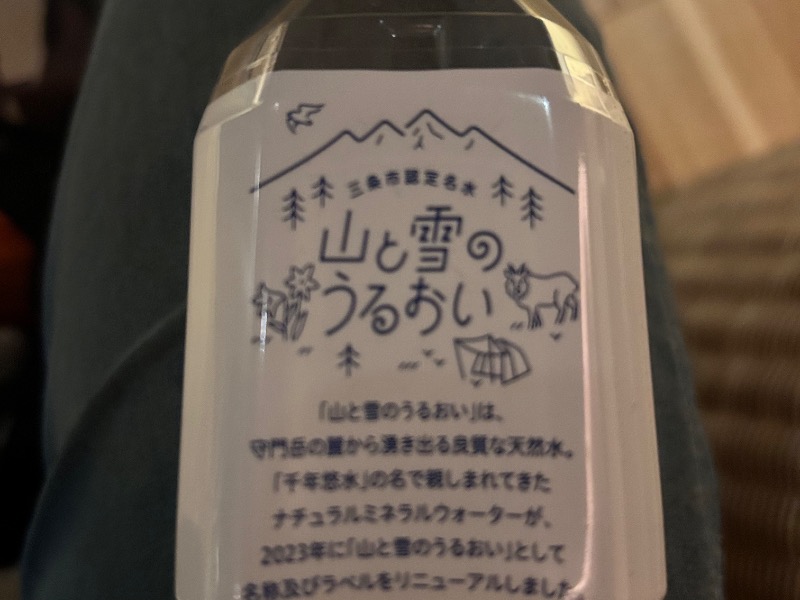 三条市認定名水
山と雪の
うるおい
「山と雪のうるおい」は、
守門岳の麓から湧き出る良質な天然水。
「千年悠水」の名で親しまれてきた
ナチュラルミネラルウォーターが、
2023年に「山と雪のうるおい」として
名称及びラベルをリニューアルしました。